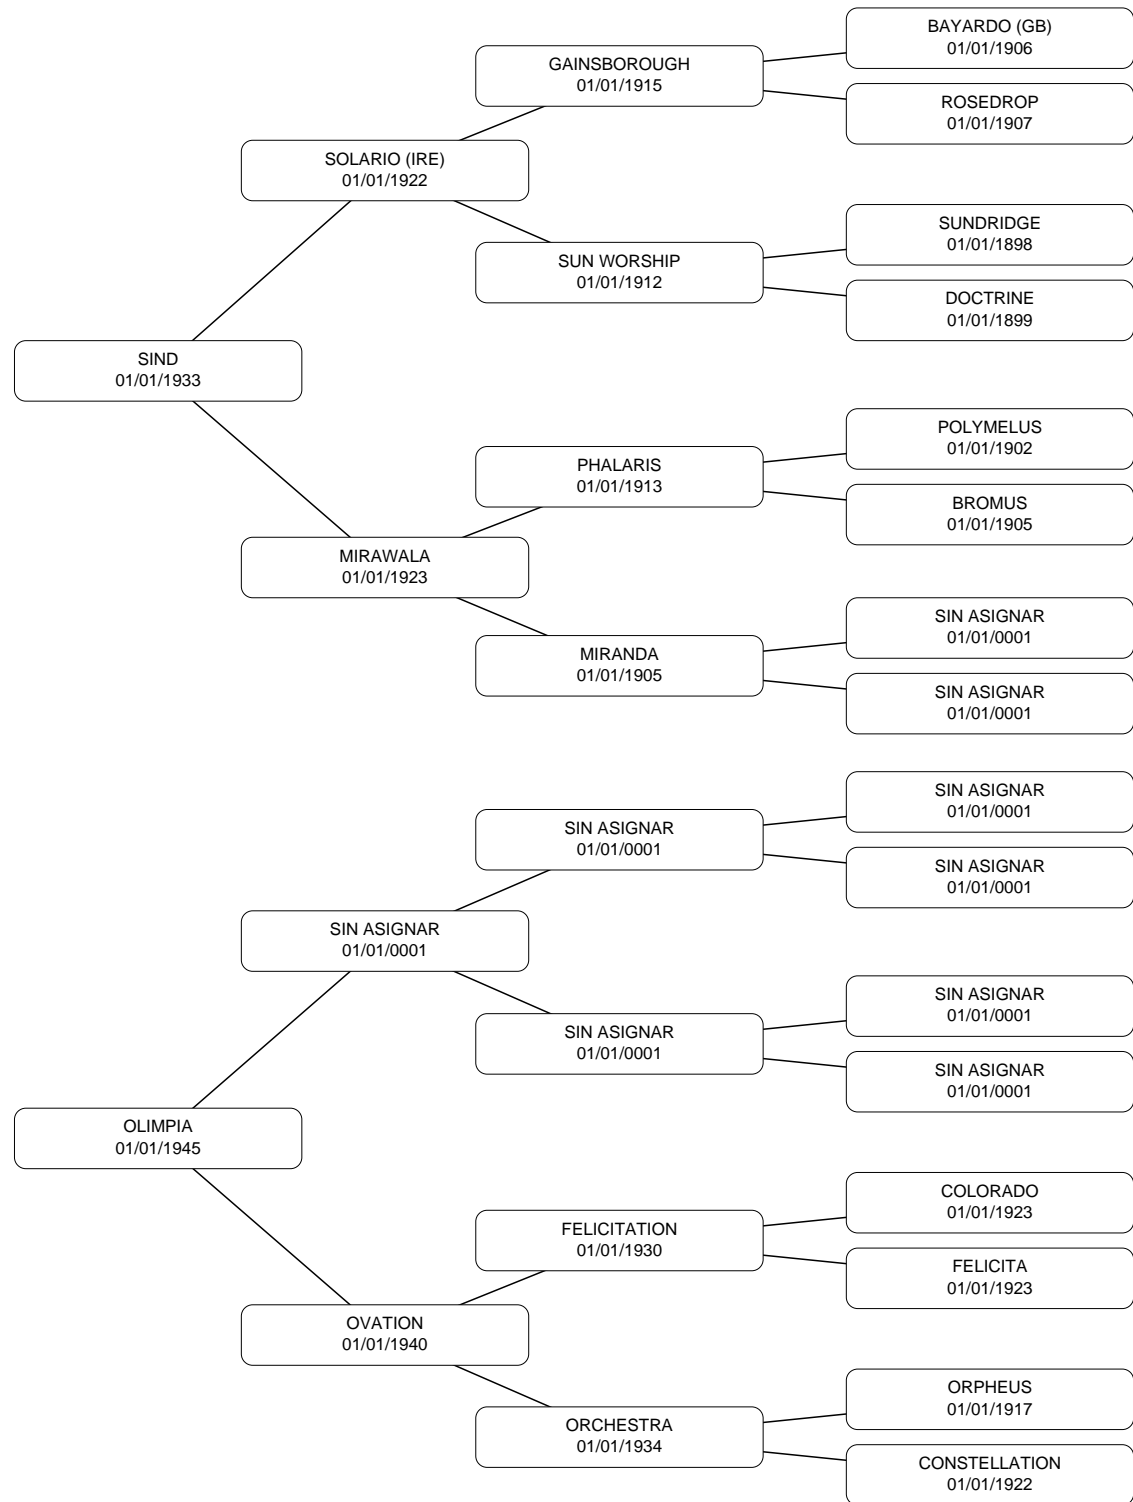 BAYARDO (GB)
01/01/1906
GAINSBOROUGH
01/01/1915
ROSEDROP
01/01/1907
SOLARIO (IRE)
01/01/1922
SUNDRIDGE
01/01/1898
SUN WORSHIP
01/01/1912
DOCTRINE
01/01/1899
SIND
01/01/1933
POLYMELUS
01/01/1902
PHALARIS
01/01/1913
BROMUS
01/01/1905
MIRAWALA
01/01/1923
SIN ASIGNAR
01/01/0001
MIRANDA
01/01/1905
SIN ASIGNAR
01/01/0001
SIN ASIGNAR
01/01/0001
SIN ASIGNAR
01/01/0001
SIN ASIGNAR
01/01/0001
SIN ASIGNAR
01/01/0001
SIN ASIGNAR
01/01/0001
SIN ASIGNAR
01/01/0001
SIN ASIGNAR
01/01/0001
OLIMPIA
01/01/1945
COLORADO
01/01/1923
FELICITATION
01/01/1930
FELICITA
01/01/1923
OVATION
01/01/1940
ORPHEUS
01/01/1917
ORCHESTRA
01/01/1934
CONSTELLATION
01/01/1922